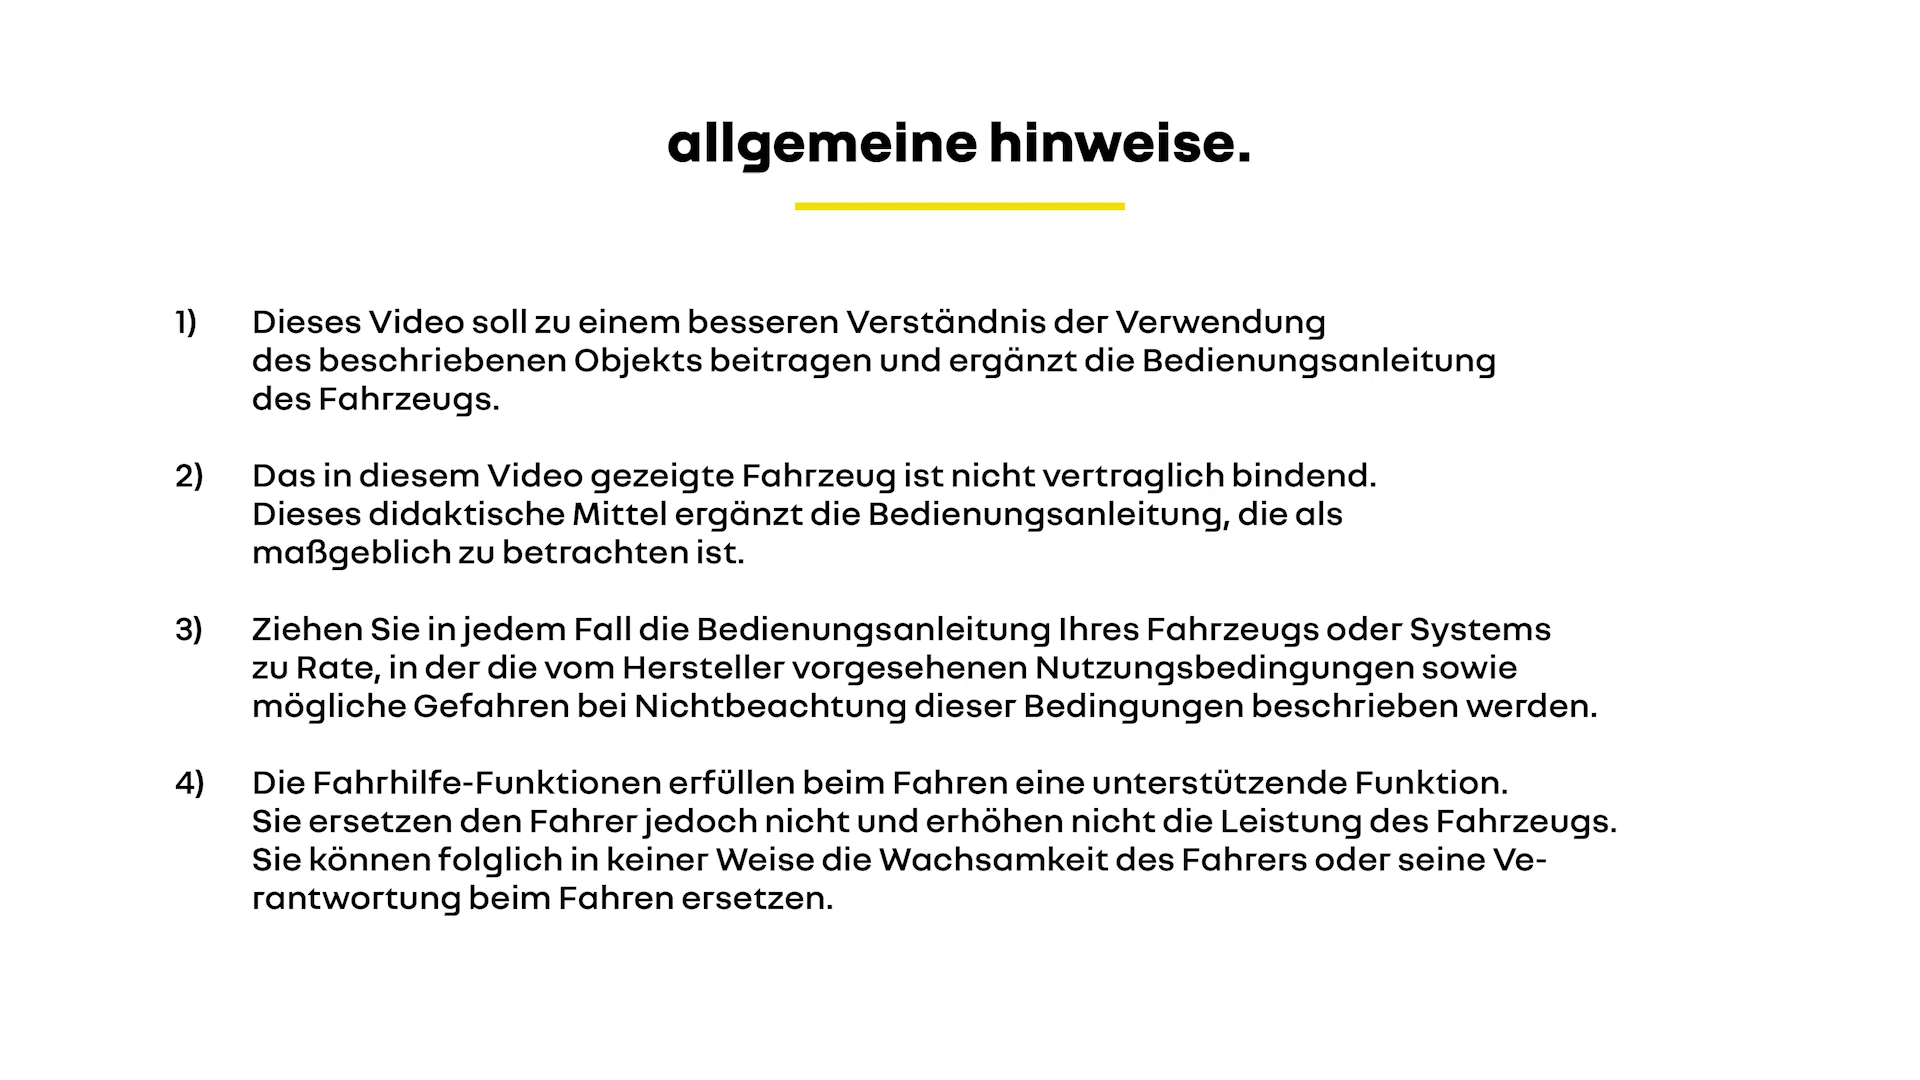 allgemeine hinweise.
1) Dieses Video soll zu einem besseren Verständnis der Verwendung
des beschriebenen Objekts beitragen und ergänzt die Bedienungsanleitung
des Fahrzeugs.
2) Das in diesem Video gezeigte Fahrzeug ist nicht vertraglich bindend.
Dieses didaktische Mittel ergänzt die Bedienungsanleitung, die als
maßgeblich zu betrachten ist.
3) Ziehen Sie in jedem Fall die Bedienungsanleitung Ihres Fahrzeugs oder Systems
zu Rate, in der die vom Hersteller vorgesehenen Nutzungsbedingungen sowie
mögliche Gefahren bei Nichtbeachtung dieser Bedingungen beschrieben werden.
4) Die Fahrhilfe-Funktionen erfüllen beim Fahren eine unterstützende Funktion.
Sie ersetzen den Fahrer jedoch nicht und erhöhen nicht die Leistung des Fahrzeugs.
Sie können folglich in keiner Weise die Wachsamkeit des Fahrers oder seine Ve-
rantwortung beim Fahren ersetzen.